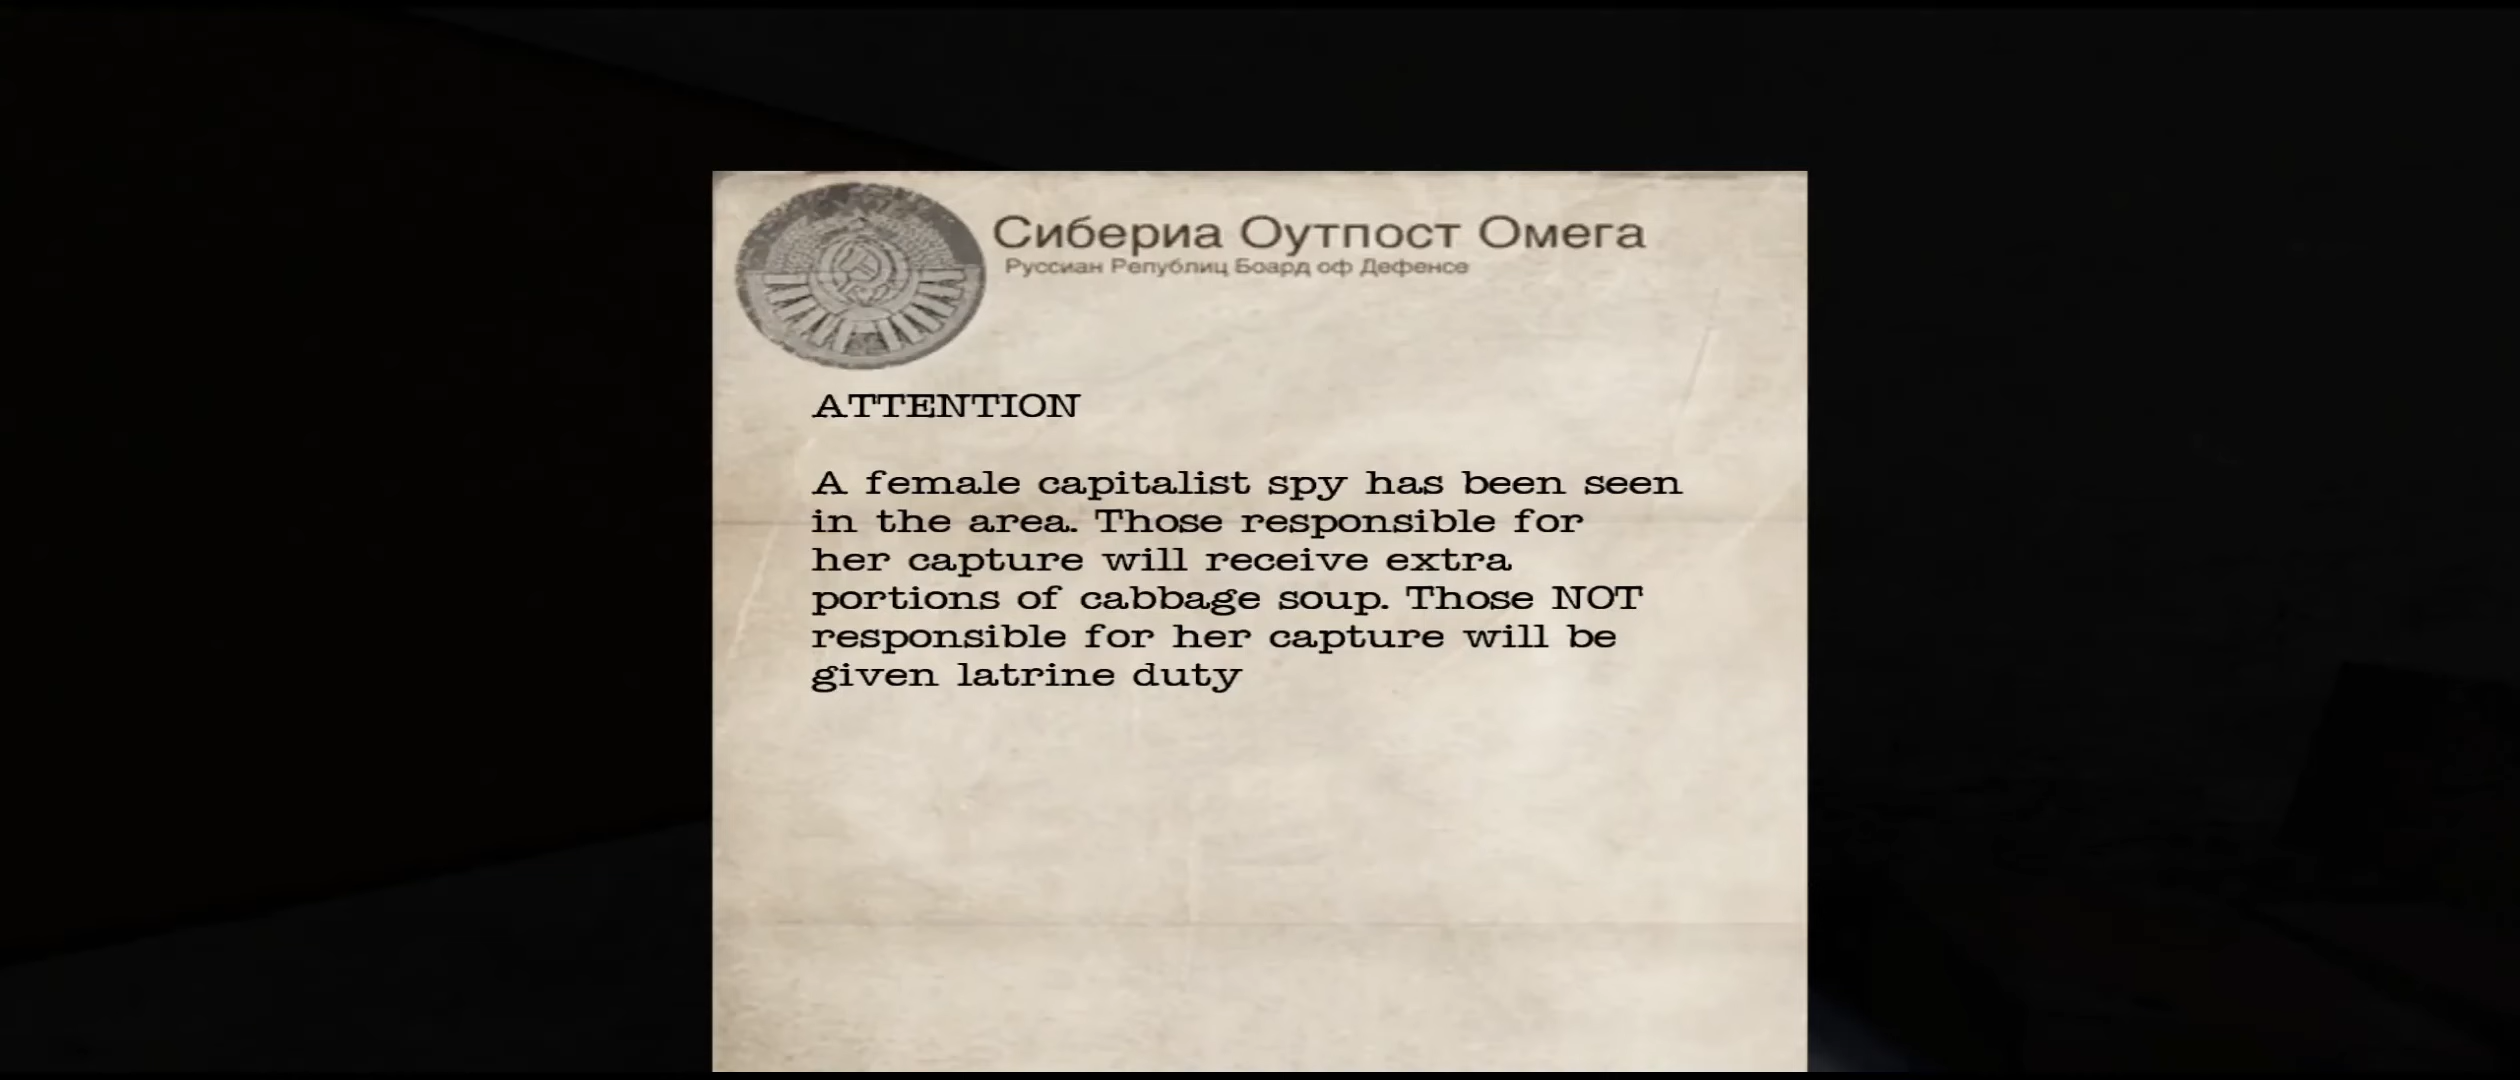 Сибериа Оутпост Омега
Руссиан Републиц Боард оф Дефенсе
ATTENTION
A female capitalist spy has been seen
in the area. Those responsible for
her capture will receive extra
portions of cabbage soup. Those NOT
responsible for her capture will be
given latrine duty